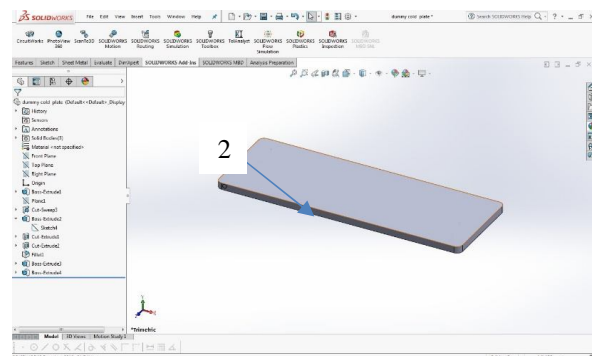 SOLIDWORKS File Edit View Insert Tools Window Help dummy cold plate * Search SOLIDWORKS Help
CircuitWorks PhotoView 360 ScanTo3D SOLIDWORKS Motion SOLIDWORKS Routing SOLIDWORKS Simulation SOLIDWORKS Toolbox TolAnalyst SOLIDWORKS Flow Simulation SOLIDWORKS Plastics SOLIDWORKS Inspection
Features Sketch Sheet Metal Evaluate DimXpert SOLIDWORKS Add-Ins SOLIDWORKS MBD Analysis Preparation
dummy cold plate (Default<<Default>_Display
History
Sensors
Annotations
Solid Bodies(3)
Material <not specified>
Front Plane
Top Plane
Right Plane
Origin
Boss-Extrude1
Plane1
Cut-Sweep1
Boss-Extrude2
Sketch1
Cut-Extrude1
Cut-Extrude2
Fillet1
Boss-Extrude3
Boss-Extrude4
2
*Trimetric
Model 3D Views Motion Study 1